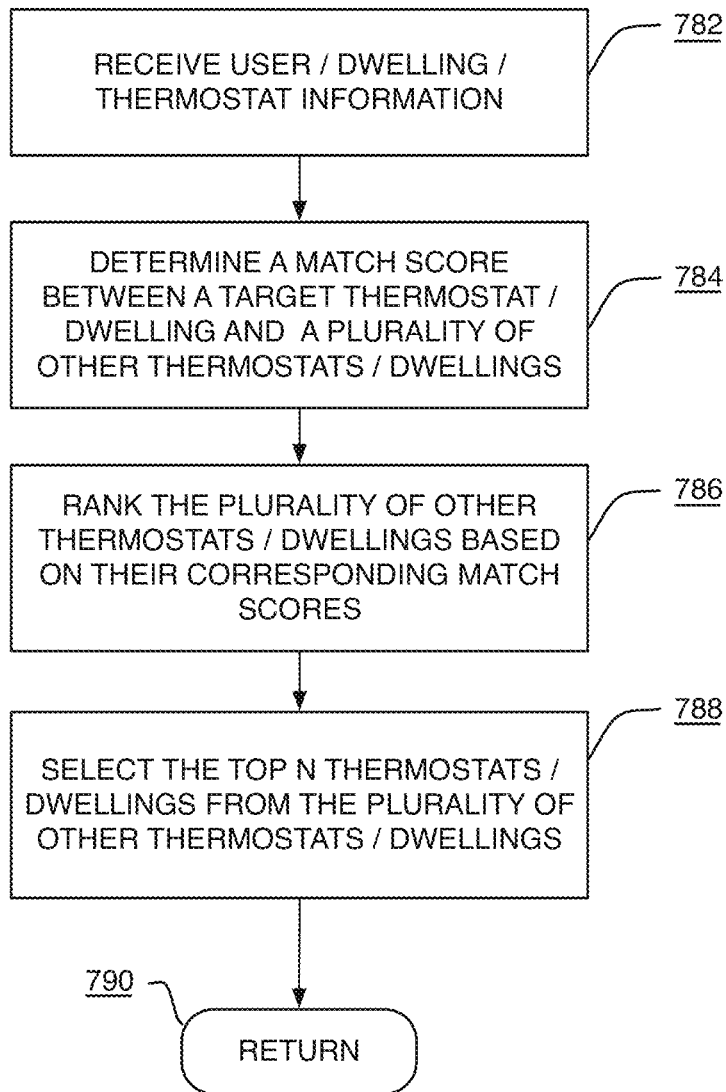 RECEIVE USER / DWELLING /
THERMOSTAT INFORMATION
782
DETERMINE A MATCH SCORE
BETWEEN A TARGET THERMOSTAT /
DWELLING AND A PLURALITY OF
OTHER THERMOSTATS / DWELLINGS
784
RANK THE PLURALITY OF OTHER
THERMOSTATS / DWELLINGS BASED
ON THEIR CORRESPONDING MATCH
SCORES
786
SELECT THE TOP N THERMOSTATS /
DWELLINGS FROM THE PLURALITY OF
OTHER THERMOSTATS / DWELLINGS
788
790
RETURN